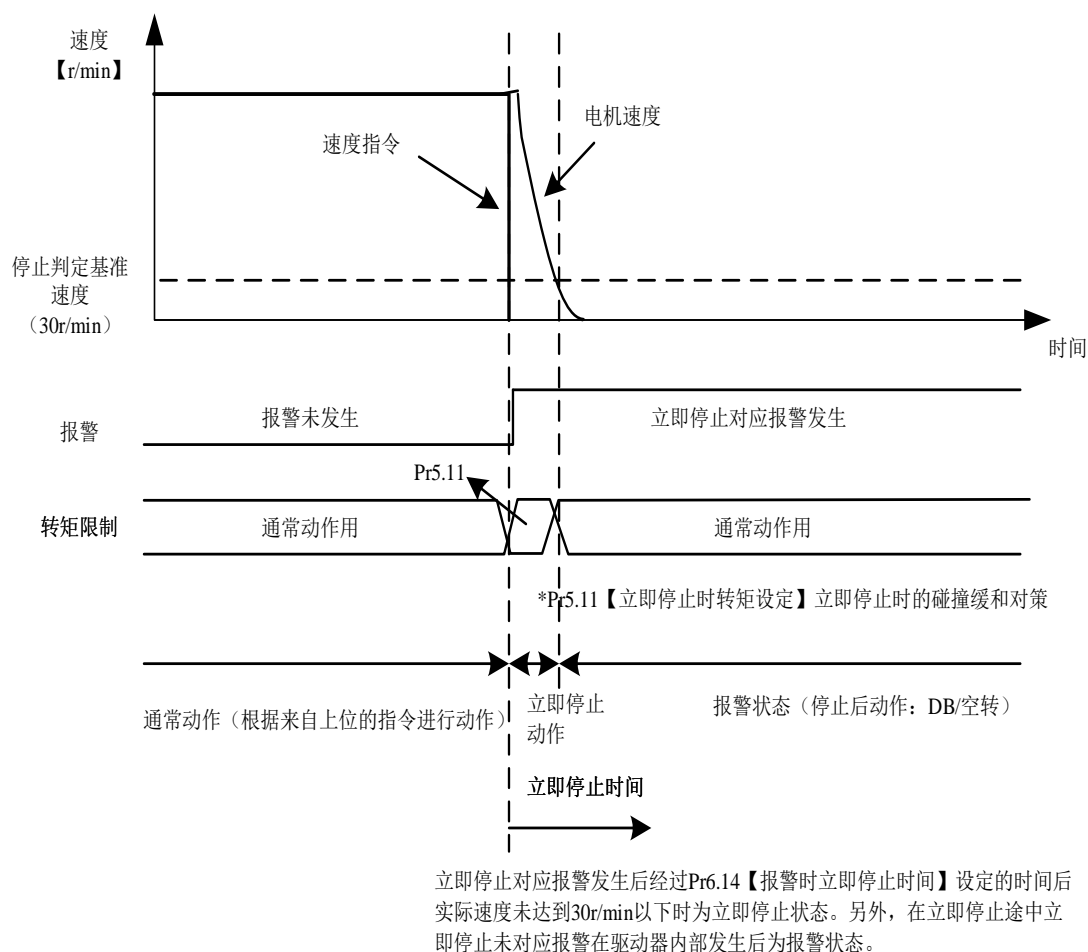 速度
【r/min】
速度指令
电机速度
停止判定基准
速度
（30r/min）
时间
报警
报警未发生
立即停止对应报警发生
Pr5.11
转矩限制
通常动作用
通常动作用
*Pr5.11【立即停止时转矩设定】立即停止时的碰撞缓和对策
通常动作（根据来自上位的指令进行动作）
立即停止
动作
报警状态（停止后动作：DB/空转）
立即停止时间
立即停止对应报警发生后经过Pr6.14【报警时立即停止时间】设定的时间后
实际速度未达到30r/min以下时为立即停止状态。另外，在立即停止途中立
即停止未对应报警在驱动器内部发生后为报警状态。